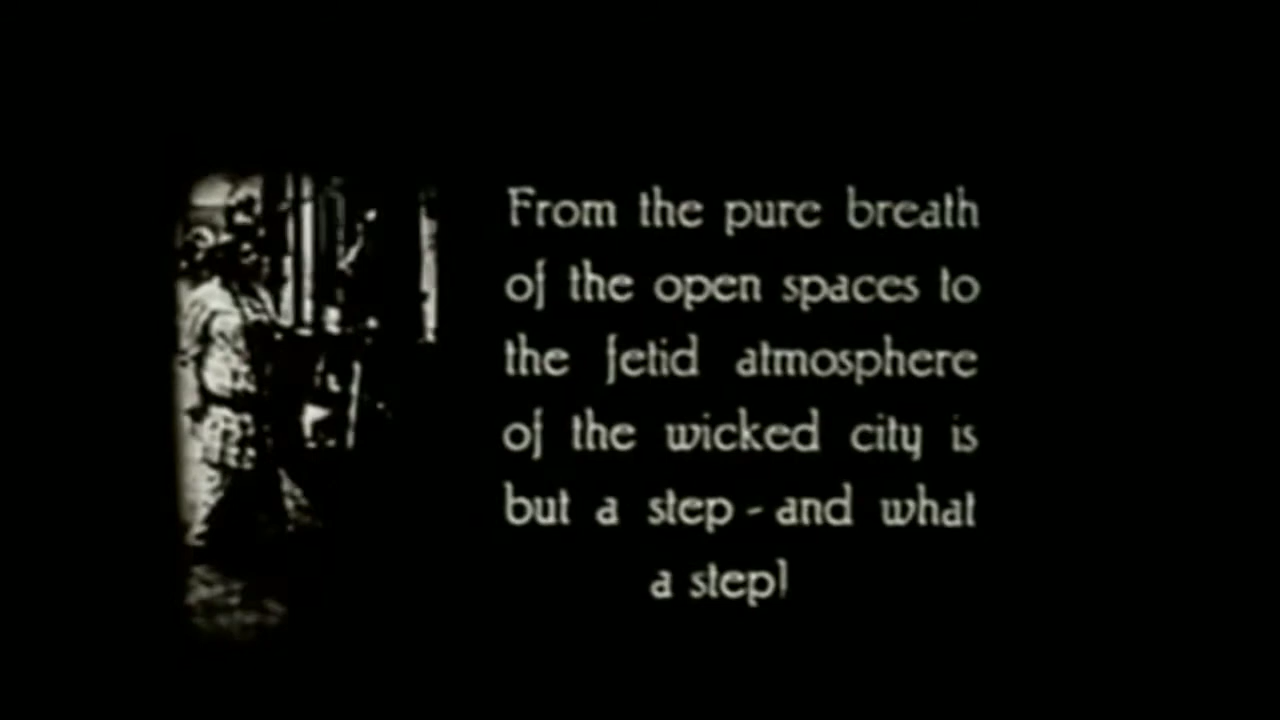 From the pure breath
of the open spaces to
the fetid atmosphere
of the wicked city is
but a step - and what
a step!